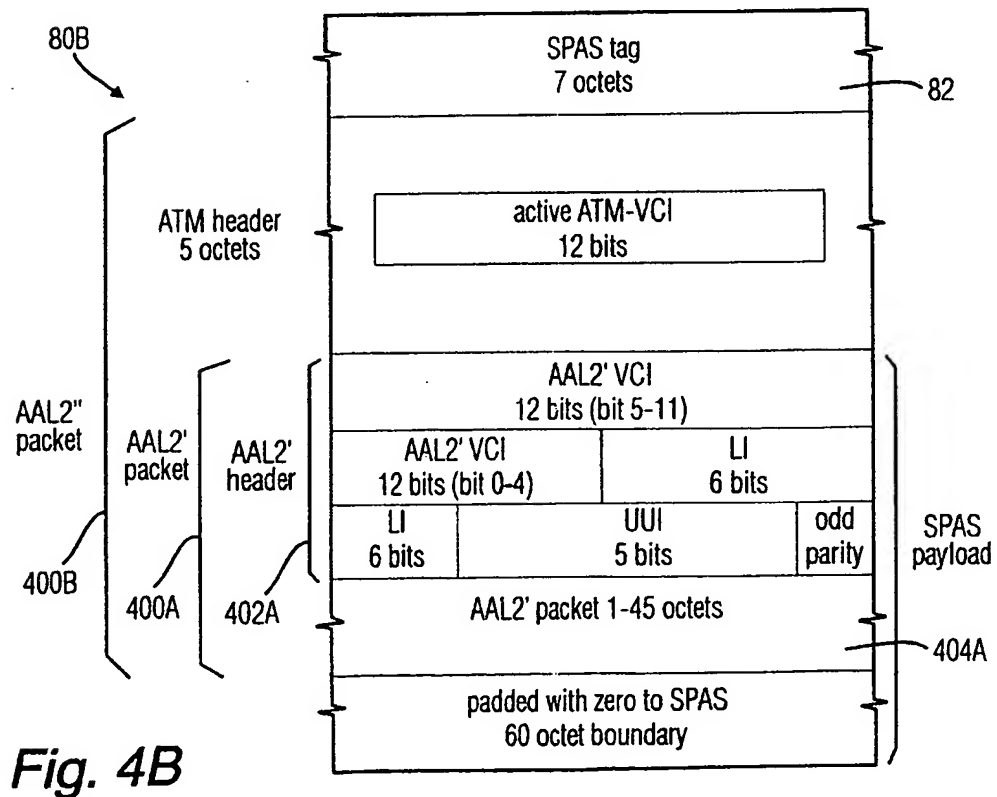 80B
SPAS tag
7 octets
82
ATM header
5 octets
active ATM-VCI
12 bits
AAL2' VCI
12 bits (bit 5-11)
AAL2' VCI
12 bits (bit 0-4)
LI
6 bits
LI
6 bits
UUI
5 bits
odd
parity
AAL2"
packet
AAL2'
packet
AAL2'
header
SPAS
payload
400B
400A
402A
AAL2' packet 1-45 octets
404A
padded with zero to SPAS
60 octet boundary
Fig. 4B